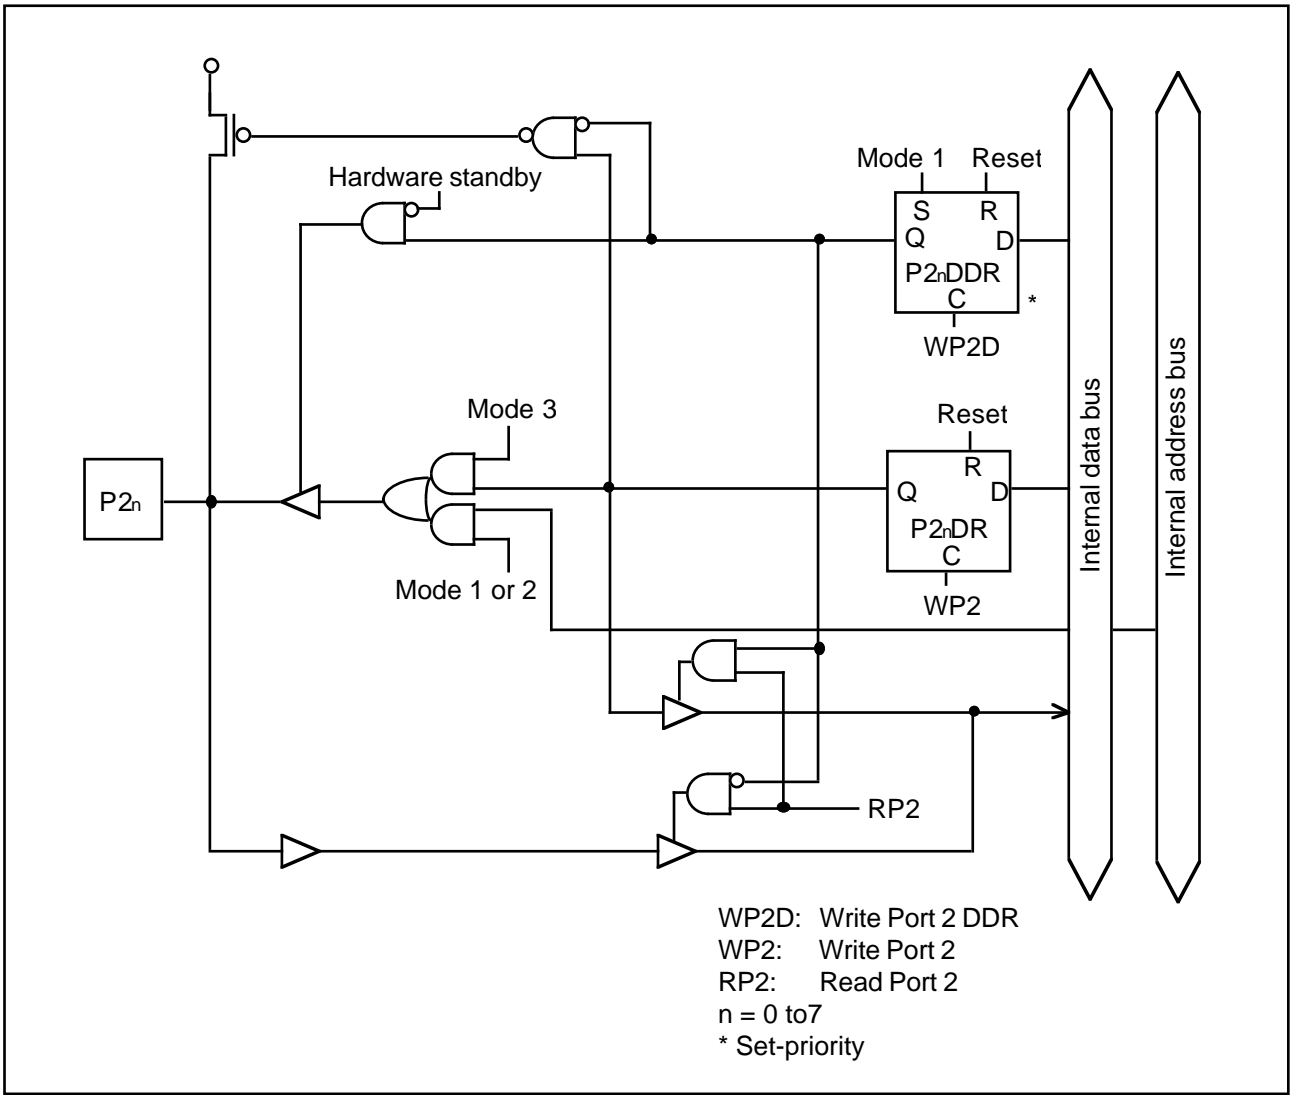 Hardware standby
Mode 1 Reset
S R
Q D
P2nDDR
C
*
WP2D
Mode 3
Reset
R
Q D
P2nDR
C
WP2
P2n
Mode 1 or 2
RP2
Internal data bus
Internal address bus
WP2D: Write Port 2 DDR
WP2: Write Port 2
RP2: Read Port 2
n = 0 to7
* Set-priority